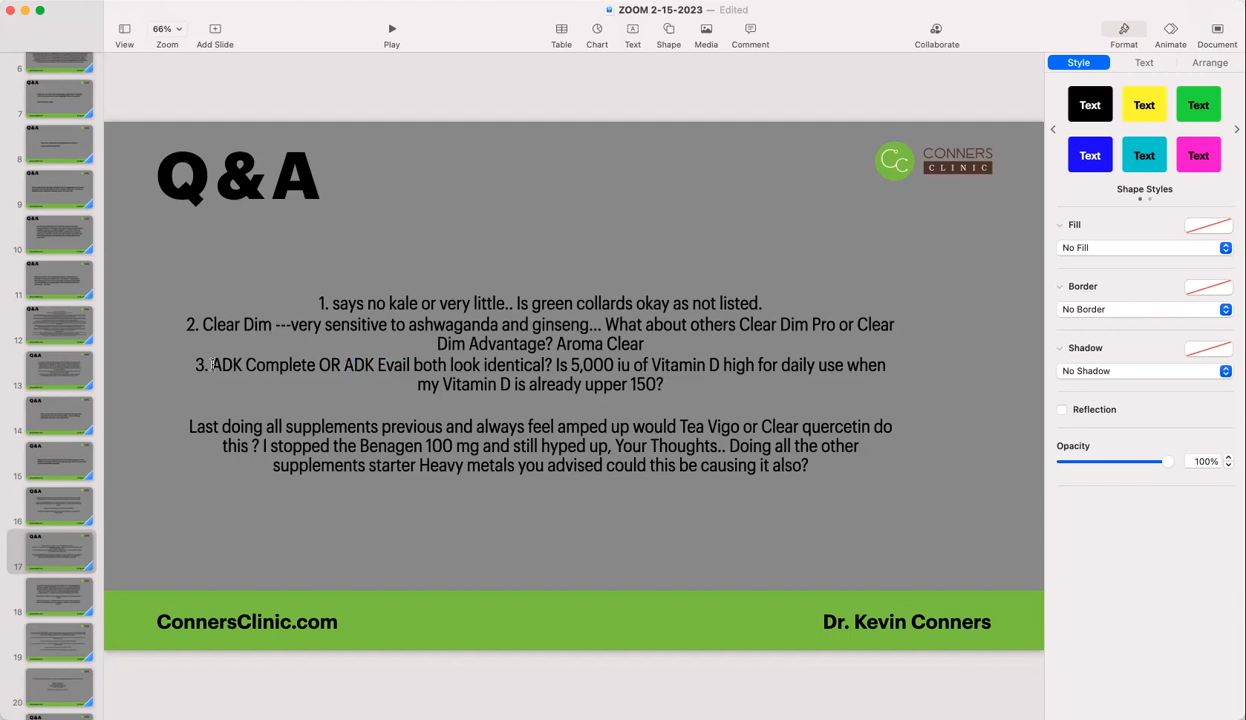 ZOOM 2-15-2023 — Edited
View
66%
Zoom
Add Slide
Play
Table
Chart
Text
Shape
Media
Comment
Collaborate
Format
Animate
Document
6
7
8
9
10
11
12
13
14
15
16
17
18
19
20
Q&A
CC
CONNERS
CLINIC
1. says no kale or very little.. Is green collards okay as not listed.
2. Clear Dim ---very sensitive to ashwaganda and ginseng... What about others Clear Dim Pro or Clear
Dim Advantage? Aroma Clear
3. ADK Complete OR ADK Evail both look identical? Is 5,000 iu of Vitamin D high for daily use when
my Vitamin D is already upper 150?
Last doing all supplements previous and always feel amped up would Tea Vigo or Clear quercetin do
this ? I stopped the Benagen 100 mg and still hyped up, Your Thoughts.. Doing all the other
supplements starter Heavy metals you advised could this be causing it also?
ConnersClinic.com
Dr. Kevin Conners
Style
Text
Arrange
Text
Text
Text
Text
Text
Text
Shape Styles
Fill
No Fill
Border
No Border
Shadow
No Shadow
Reflection
Opacity
100%